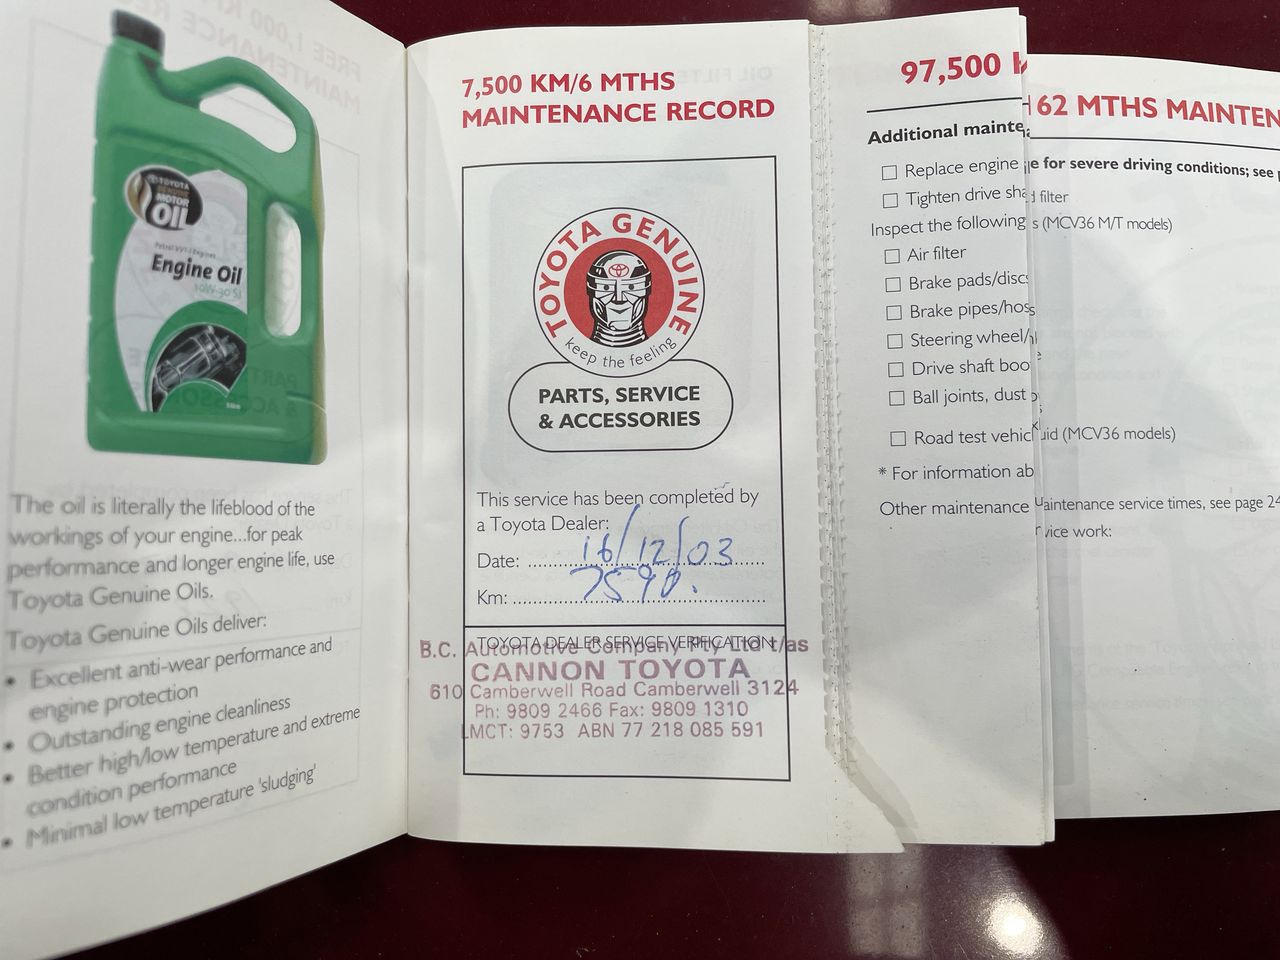 TOYOTA
GENUINE
MOTOR
OIL
Engine Oil
10W-30 SJ
The oil is literally the lifeblood of the
workings of your engine...for peak
performance and longer engine life, use
Toyota Genuine Oils.
Toyota Genuine Oils deliver:
• Excellent anti-wear performance and
engine protection
• Outstanding engine cleanliness
• Better high/low temperature and extreme
condition performance
• Minimal low temperature 'sludging'
7,500 KM/6 MTHS
MAINTENANCE RECORD
TOYOTA GENUINE
keep the feeling
PARTS, SERVICE
& ACCESSORIES
This service has been completed by
a Toyota Dealer:
Date: 16/12/03
Km: 7590.
TOYOTA DEALER SERVICE VERIFICATION
B.C. Automotive Company Pty Ltd t/as
CANNON TOYOTA
610 Camberwell Road Camberwell 3124
Ph: 9809 2466 Fax: 9809 1310
LMCT: 9753 ABN 77 218 085 591
97,500 K
Additional mainte
Replace engine
Tighten drive sha
Inspect the following
Air filter
Brake pads/discs
Brake pipes/hos
Steering wheel/
Drive shaft boo
Ball joints, dust
Road test vehicl
* For information ab
Other maintenance
62 MTHS MAINTEN
e for severe driving conditions; see p
d filter
s (MCV36 M/T models)
uid (MCV36 models)
aintenance service times, see page 24
vice work: